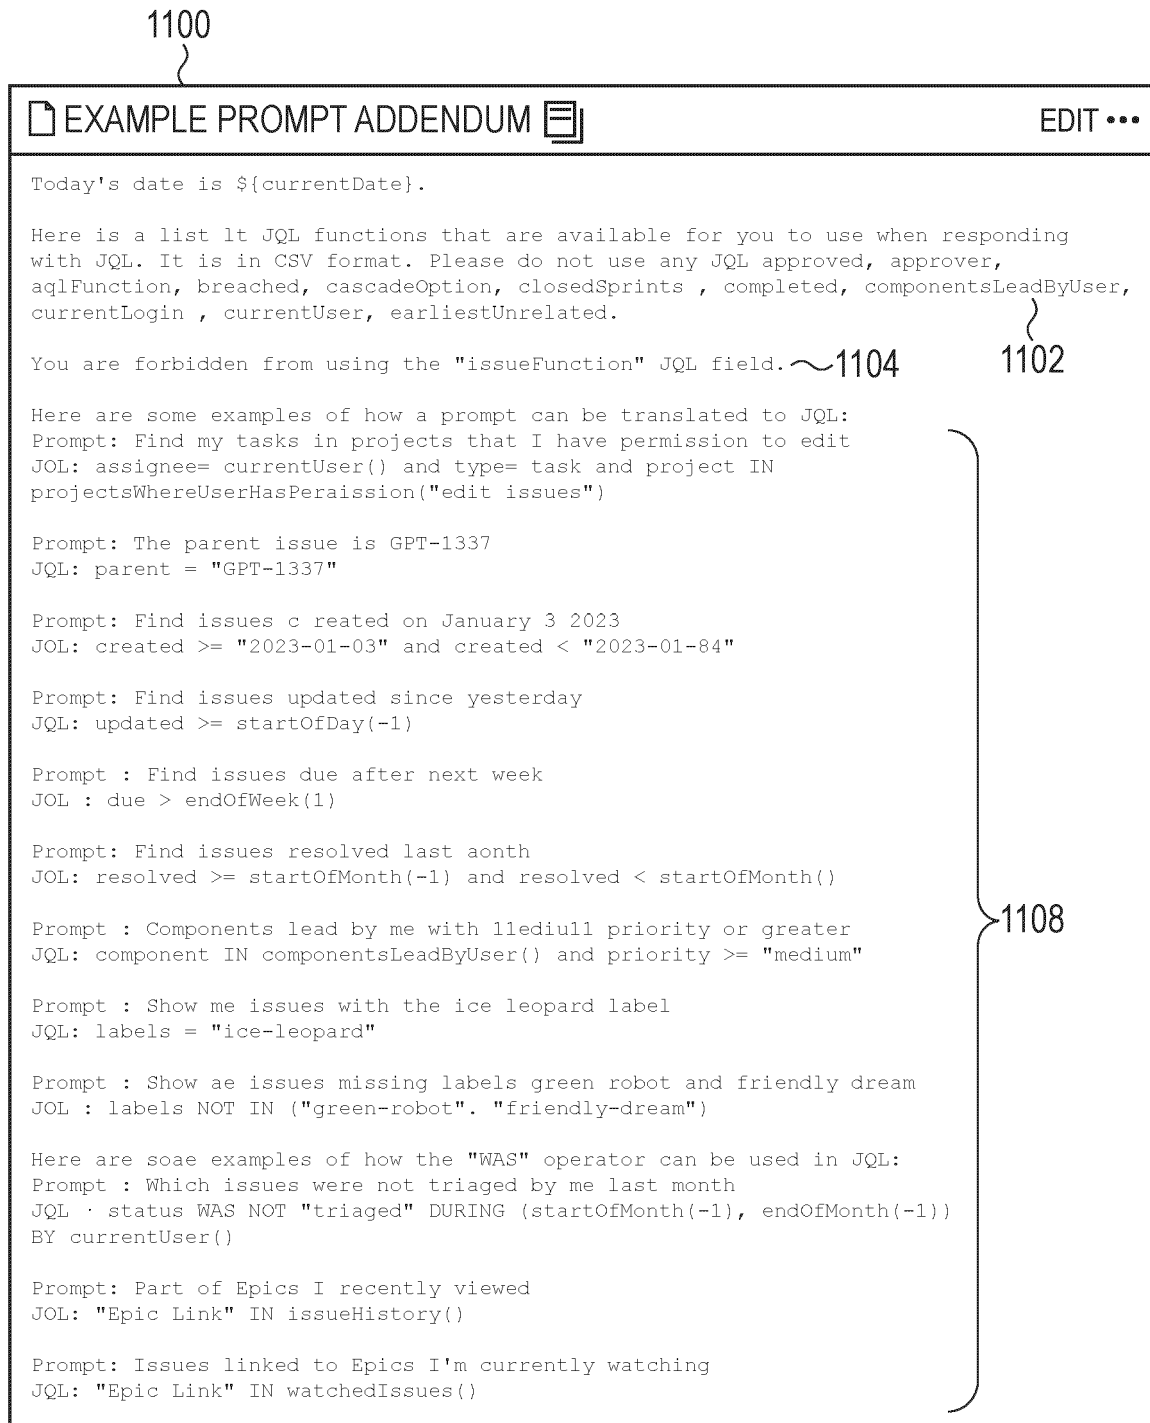 1100
EXAMPLE PROMPT ADDENDUM
EDIT •••
Today's date is ${currentDate}.
Here is a list lt JQL functions that are available for you to use when responding
with JQL. It is in CSV format. Please do not use any JQL approved, approver,
aqlFunction, breached, cascadeOption, closedSprints , completed, componentsLeadByUser,
currentLogin , currentUser, earliestUnrelated.
1102
You are forbidden from using the "issueFunction" JQL field.
1104
Here are some examples of how a prompt can be translated to JQL:
Prompt: Find my tasks in projects that I have permission to edit
JOL: assignee= currentUser() and type= task and project IN
projectsWhereUserHasPeraission("edit issues")
Prompt: The parent issue is GPT-1337
JQL: parent = "GPT-1337"
Prompt: Find issues c reated on January 3 2023
JOL: created >= "2023-01-03" and created < "2023-01-84"
Prompt: Find issues updated since yesterday
JQL: updated >= startOfDay(-1)
Prompt : Find issues due after next week
JOL : due > endOfWeek(1)
Prompt: Find issues resolved last aonth
JOL: resolved >= startOfMonth(-1) and resolved < startOfMonth()
Prompt : Components lead by me with 11ediu11 priority or greater
JQL: component IN componentsLeadByUser() and priority >= "medium"
1108
Prompt : Show me issues with the ice leopard label
JQL: labels = "ice-leopard"
Prompt : Show ae issues missing labels green robot and friendly dream
JOL : labels NOT IN ("green-robot". "friendly-dream")
Here are soae examples of how the "WAS" operator can be used in JQL:
Prompt : Which issues were not triaged by me last month
JQL · status WAS NOT "triaged" DURING (startOfMonth(-1), endOfMonth(-1))
BY currentUser()
Prompt: Part of Epics I recently viewed
JOL: "Epic Link" IN issueHistory()
Prompt: Issues linked to Epics I'm currently watching
JQL: "Epic Link" IN watchedIssues()